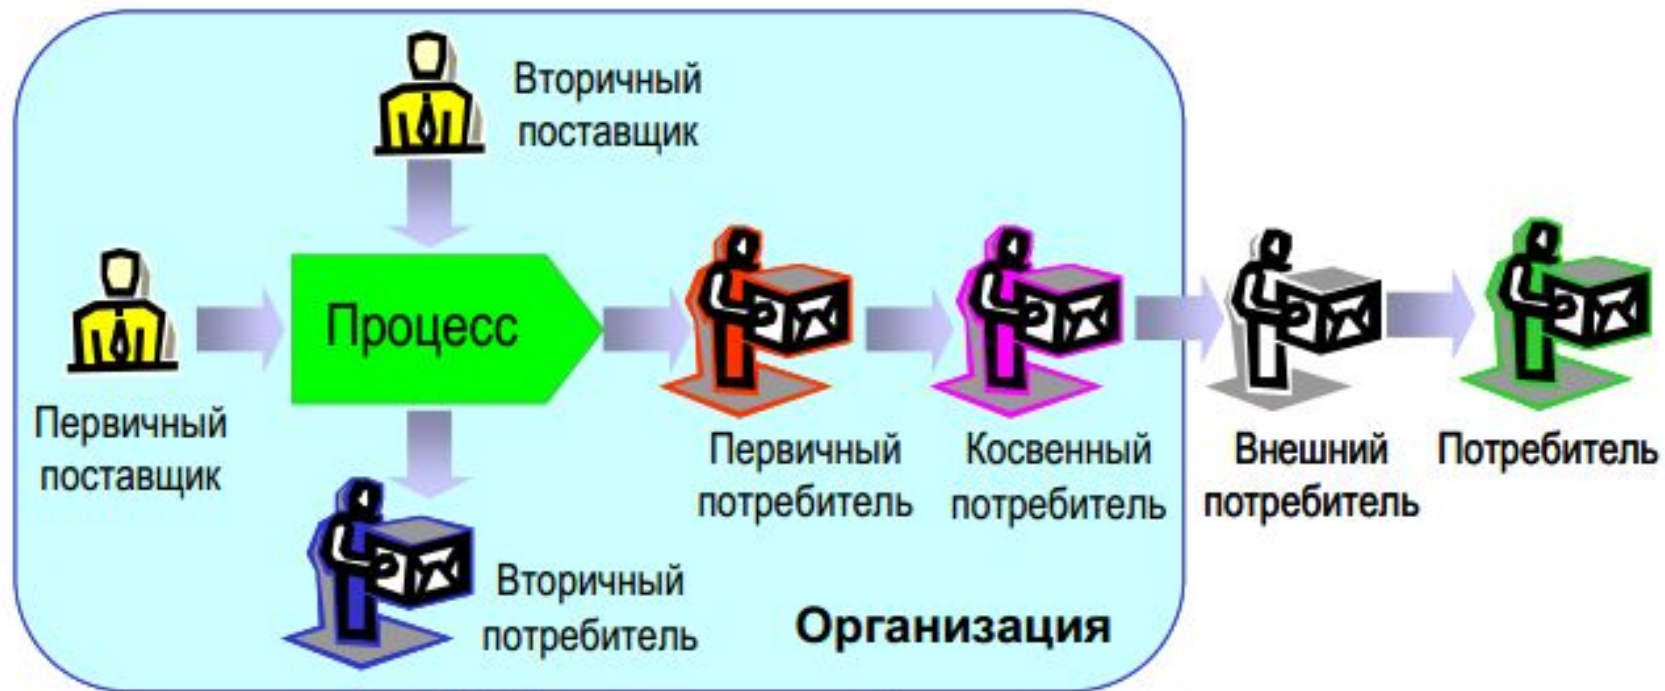 Вторичный
поставщик
Процесс
Первичный
поставщик
Первичный
потребитель
Косвенный
потребитель
Внешний
потребитель
Потребитель
Вторичный
потребитель
Организация